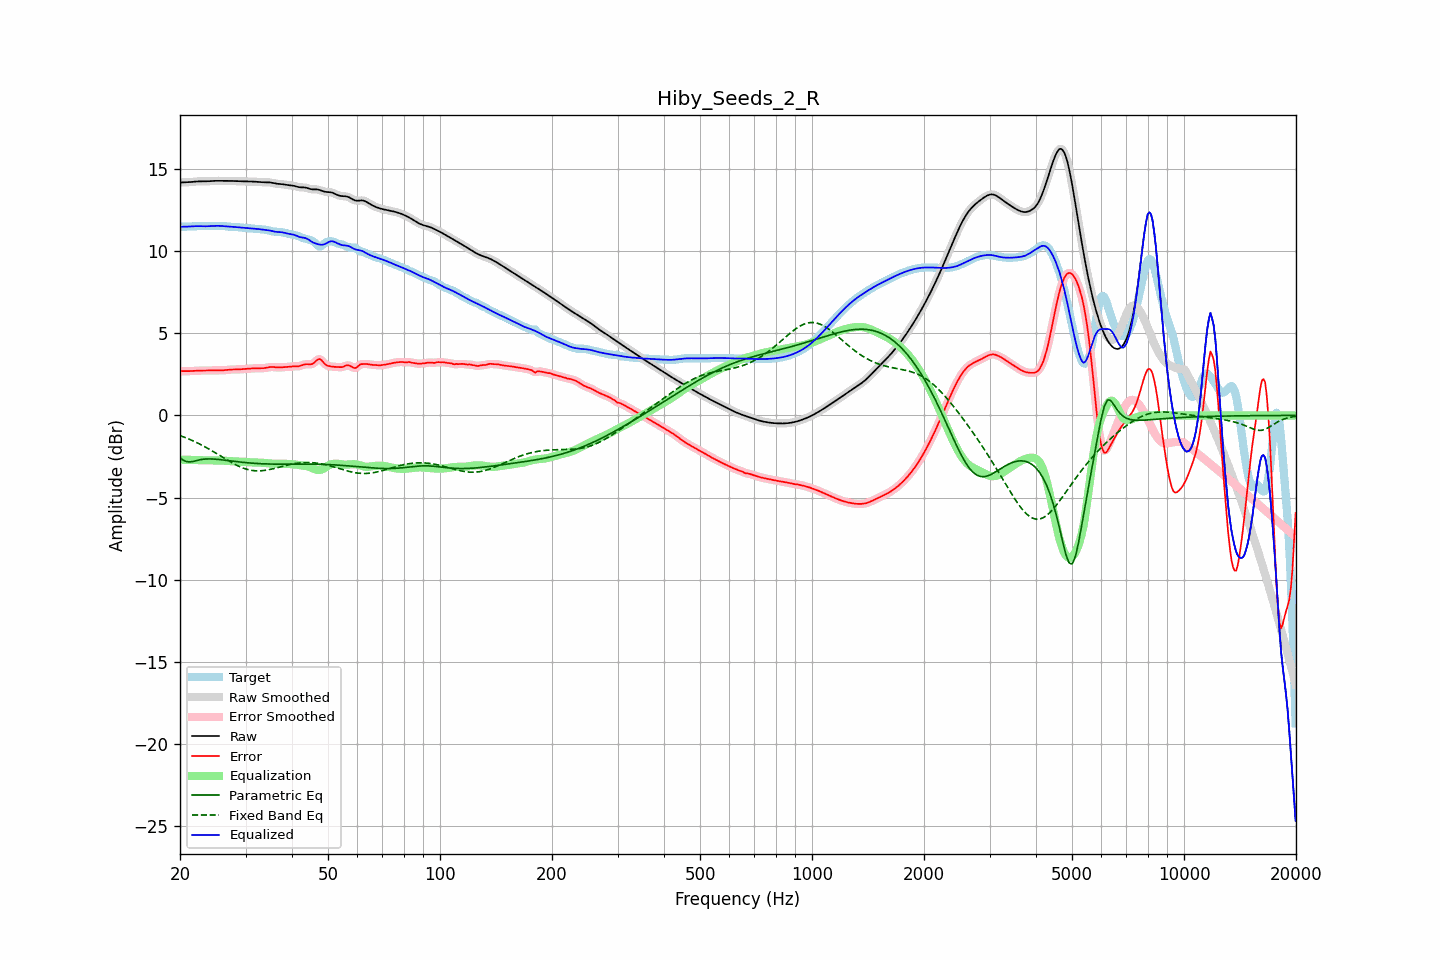 Hiby_Seeds_2_R
Amplitude (dBr)
15
10
5
0
−5
−10
−15
−20
−25
Target
Raw Smoothed
Error Smoothed
Raw
Error
Equalization
Parametric Eq
Fixed Band Eq
Equalized
20 50 100 200 500 1000 2000 5000 10000 20000
Frequency (Hz)